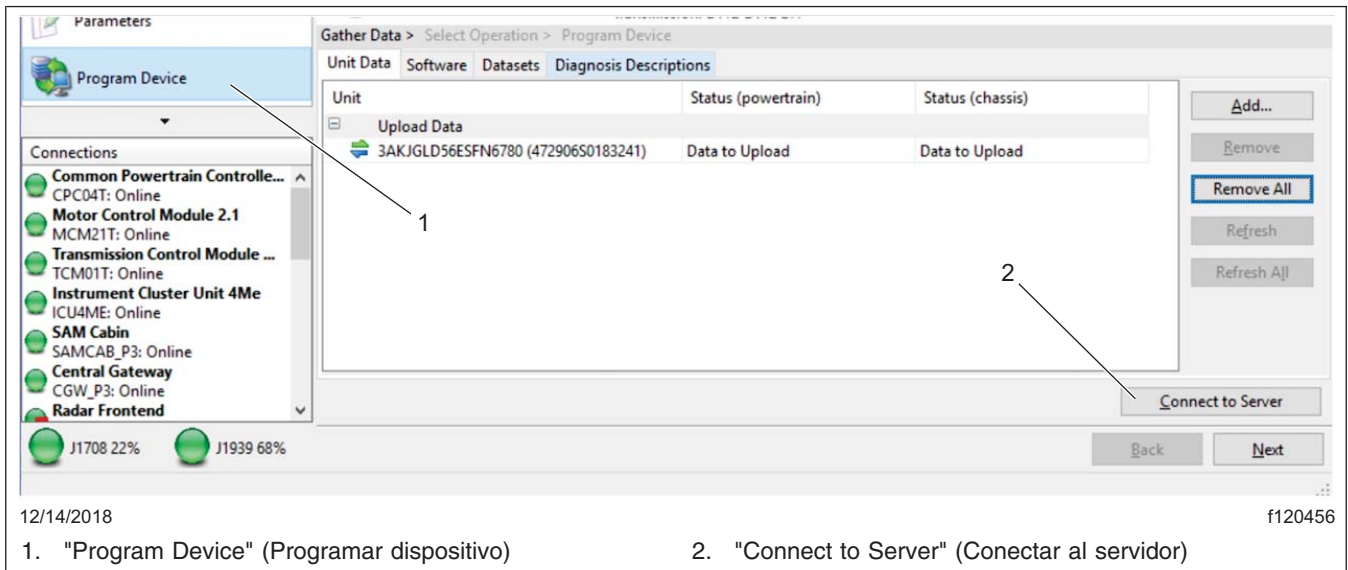 Parameters
Program Device
Connections
Common Powertrain Controlle...
CPC04T: Online
Motor Control Module 2.1
MCM21T: Online
Transmission Control Module ...
TCM01T: Online
Instrument Cluster Unit 4Me
ICU4ME: Online
SAM Cabin
SAMCAB_P3: Online
Central Gateway
CGW_P3: Online
Radar Frontend
J1708 22% J1939 68%
Gather Data > Select Operation > Program Device
Unit Data Software Datasets Diagnosis Descriptions
Unit Status (powertrain) Status (chassis)
Upload Data
3AKJGLD56ESFN6780 (472906S0183241) Data to Upload Data to Upload
Add...
Remove
Remove All
Refresh
Refresh All
1
2
Connect to Server
Back Next
12/14/2018 f120456
1. "Program Device" (Programar dispositivo) 2. "Connect to Server" (Conectar al servidor)